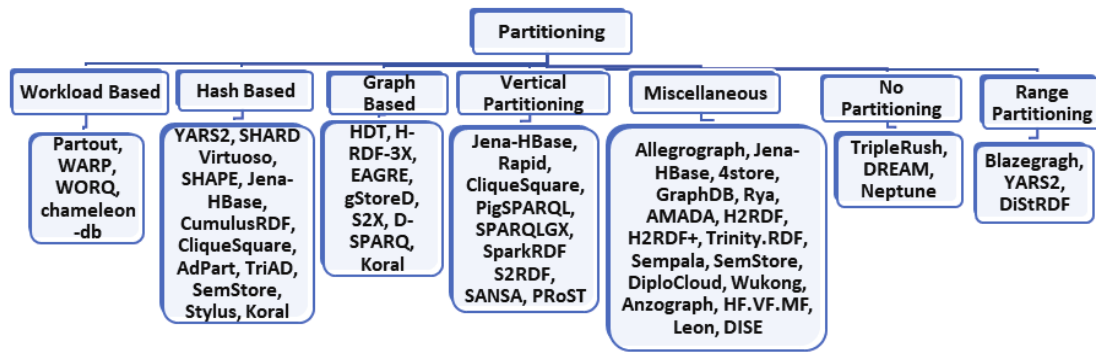 Partitioning
Workload Based
Partout,
WARP,
WORQ,
chameleon
-db
Hash Based
YARS2, SHARD
Virtuoso,
SHAPE, Jena-
HBase,
CumulusRDF,
CliqueSquare,
AdPart, TriAD,
SemStore,
Stylus, Koral
Graph
Based
HDT, H-
RDF-3X,
EAGRE,
gStoreD,
S2X, D-
SPARQ,
Koral
Vertical
Partitioning
Jena-HBase,
Rapid,
CliqueSquare,
PigSPARQL,
SPARQLGX,
SparkRDF
S2RDF,
SANSA, PRoST
Miscellaneous
Allegrograph, Jena-
HBase, 4store,
GraphDB, Rya,
AMADA, H2RDF,
H2RDF+, Trinity.RDF,
Sempala, SemStore,
DiploCloud, Wukong,
Anzograph, HF.VF.MF,
Leon, DISE
No
Partitioning
TripleRush,
DREAM,
Neptune
Range
Partitioning
Blazegragh,
YARS2,
DiStRDF